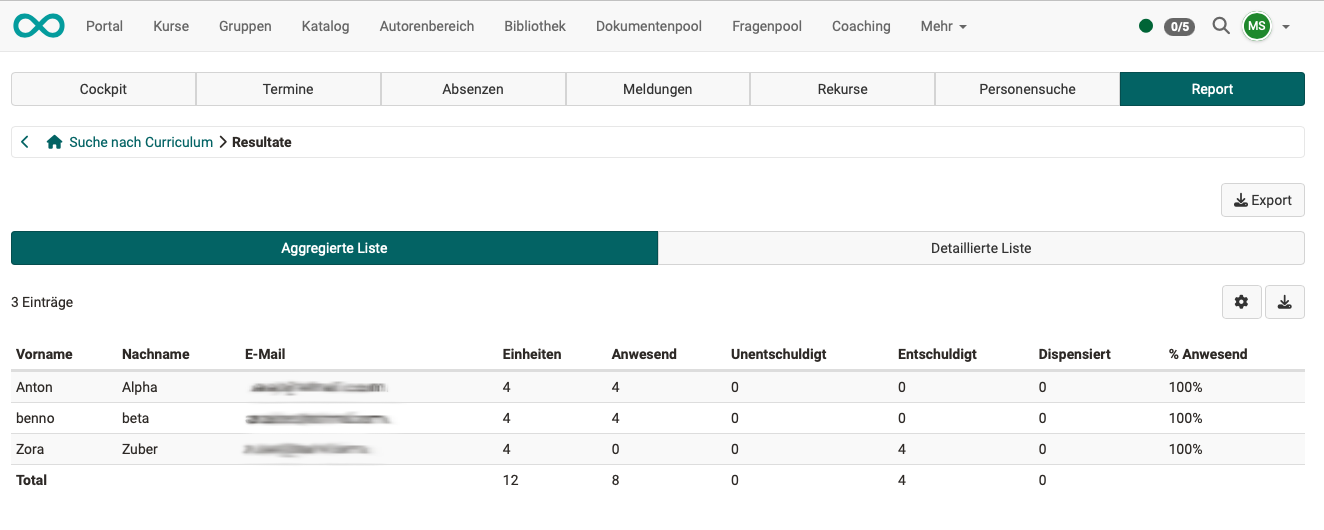 Portal Kurse Gruppen Katalog Autorenbereich Bibliothek Dokumentenpool Fragenpool Coaching Mehr 0/5 MS
Cockpit Termine Absenzen Meldungen Rekurse Personensuche Report
Suche nach Curriculum Resultate
Export
Aggregierte Liste Detaillierte Liste
3 Einträge
Vorname Nachname E-Mail Einheiten Anwesend Unentschuldigt Entschuldigt Dispensiert % Anwesend
Anton Alpha 4 4 0 0 0 100%
benno beta 4 4 0 0 0 100%
Zora Zuber 4 0 0 4 0 100%
Total 12 8 0 4 0